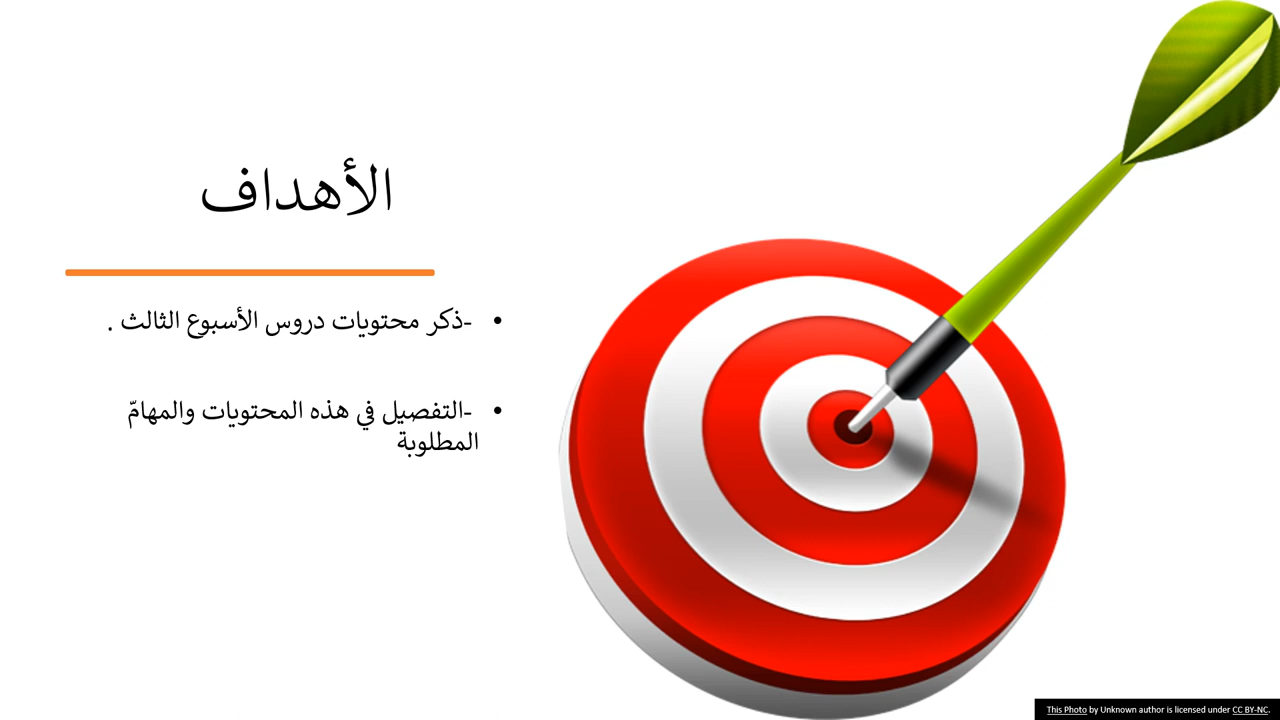 الأهداف
• -ذكر محتويات دروس الأسبوع الثالث .
• -التفصيل في هذه المحتويات والمهامّ
المطلوبة
This Photo by Unknown author is licensed under CC BY-NC.